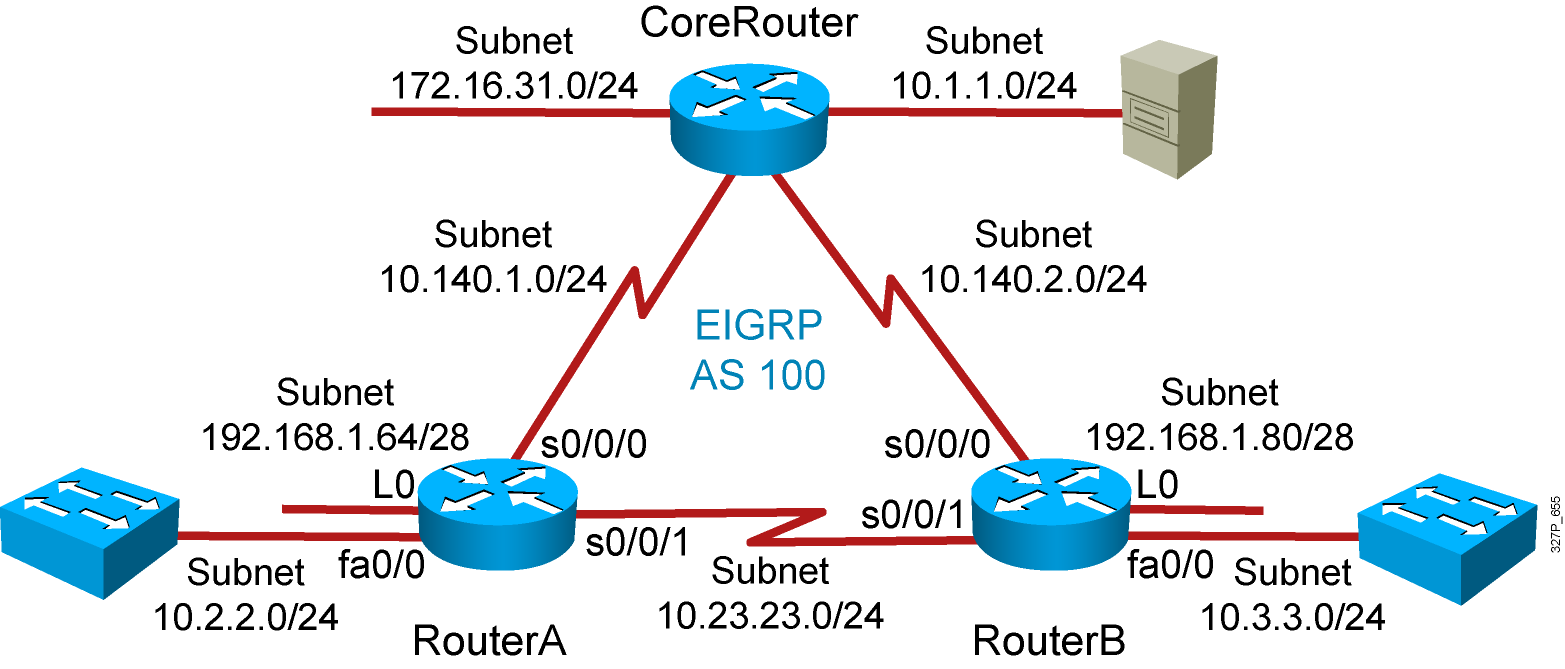 CoreRouter
Subnet
172.16.31.0/24
Subnet
10.1.1.0/24
Subnet
10.140.1.0/24
Subnet
10.140.2.0/24
EIGRP
AS 100
Subnet
192.168.1.64/28
s0/0/0
L0
s0/0/0
Subnet
192.168.1.80/28
L0
fa0/0
s0/0/1
s0/0/1
fa0/0
Subnet
10.2.2.0/24
Subnet
10.23.23.0/24
Subnet
10.3.3.0/24
RouterA
RouterB
327P_655